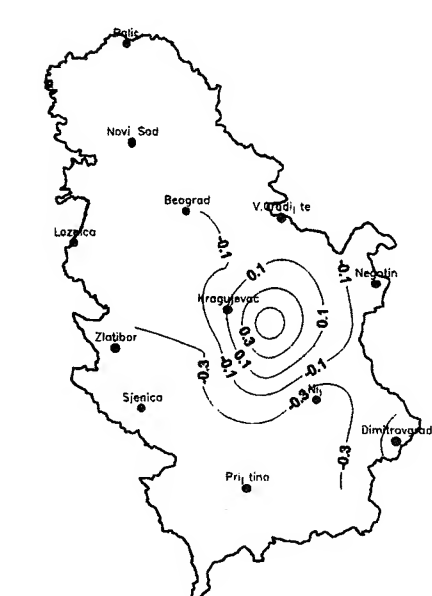 Palic
Novi Sad
Beograd
V.Gradi te
Loznica
-0.1
0.1
-0.1
Negotin
Kragujevac
0.3
0.1
0.1
Zlatibor
-0.3
-0.1
-0.1
Sjenica
-0.3
Ni
Dimitrovgrad
-0.3
Pri tina